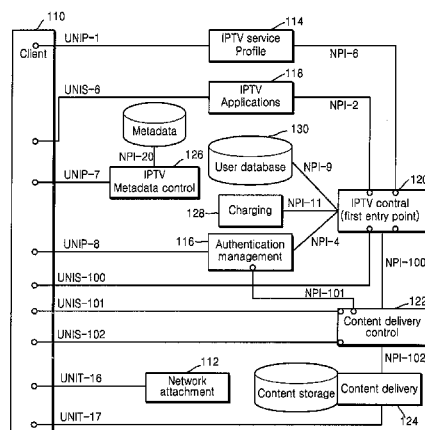 110
Client
UNIP-1
114
IPTV service
Profile
NPI-6
UNIS-6
118
IPTV
Applications
NPI-2
Metadata
NPI-20
126
UNIP-7
IPTV
Metadata control
130
User database
NPI-9
120
IPTV contral
(first entry point)
Charging
128
NPI-11
116
NPI-4
UNIP-8
Authentication
management
UNIS-100
NPI-100
NPI-101
UNIS-101
122
Content delivery
control
UNIS-102
NPI-102
112
UNIT-16
Network
attachment
Content storage
Content delivery
UNIT-17
124